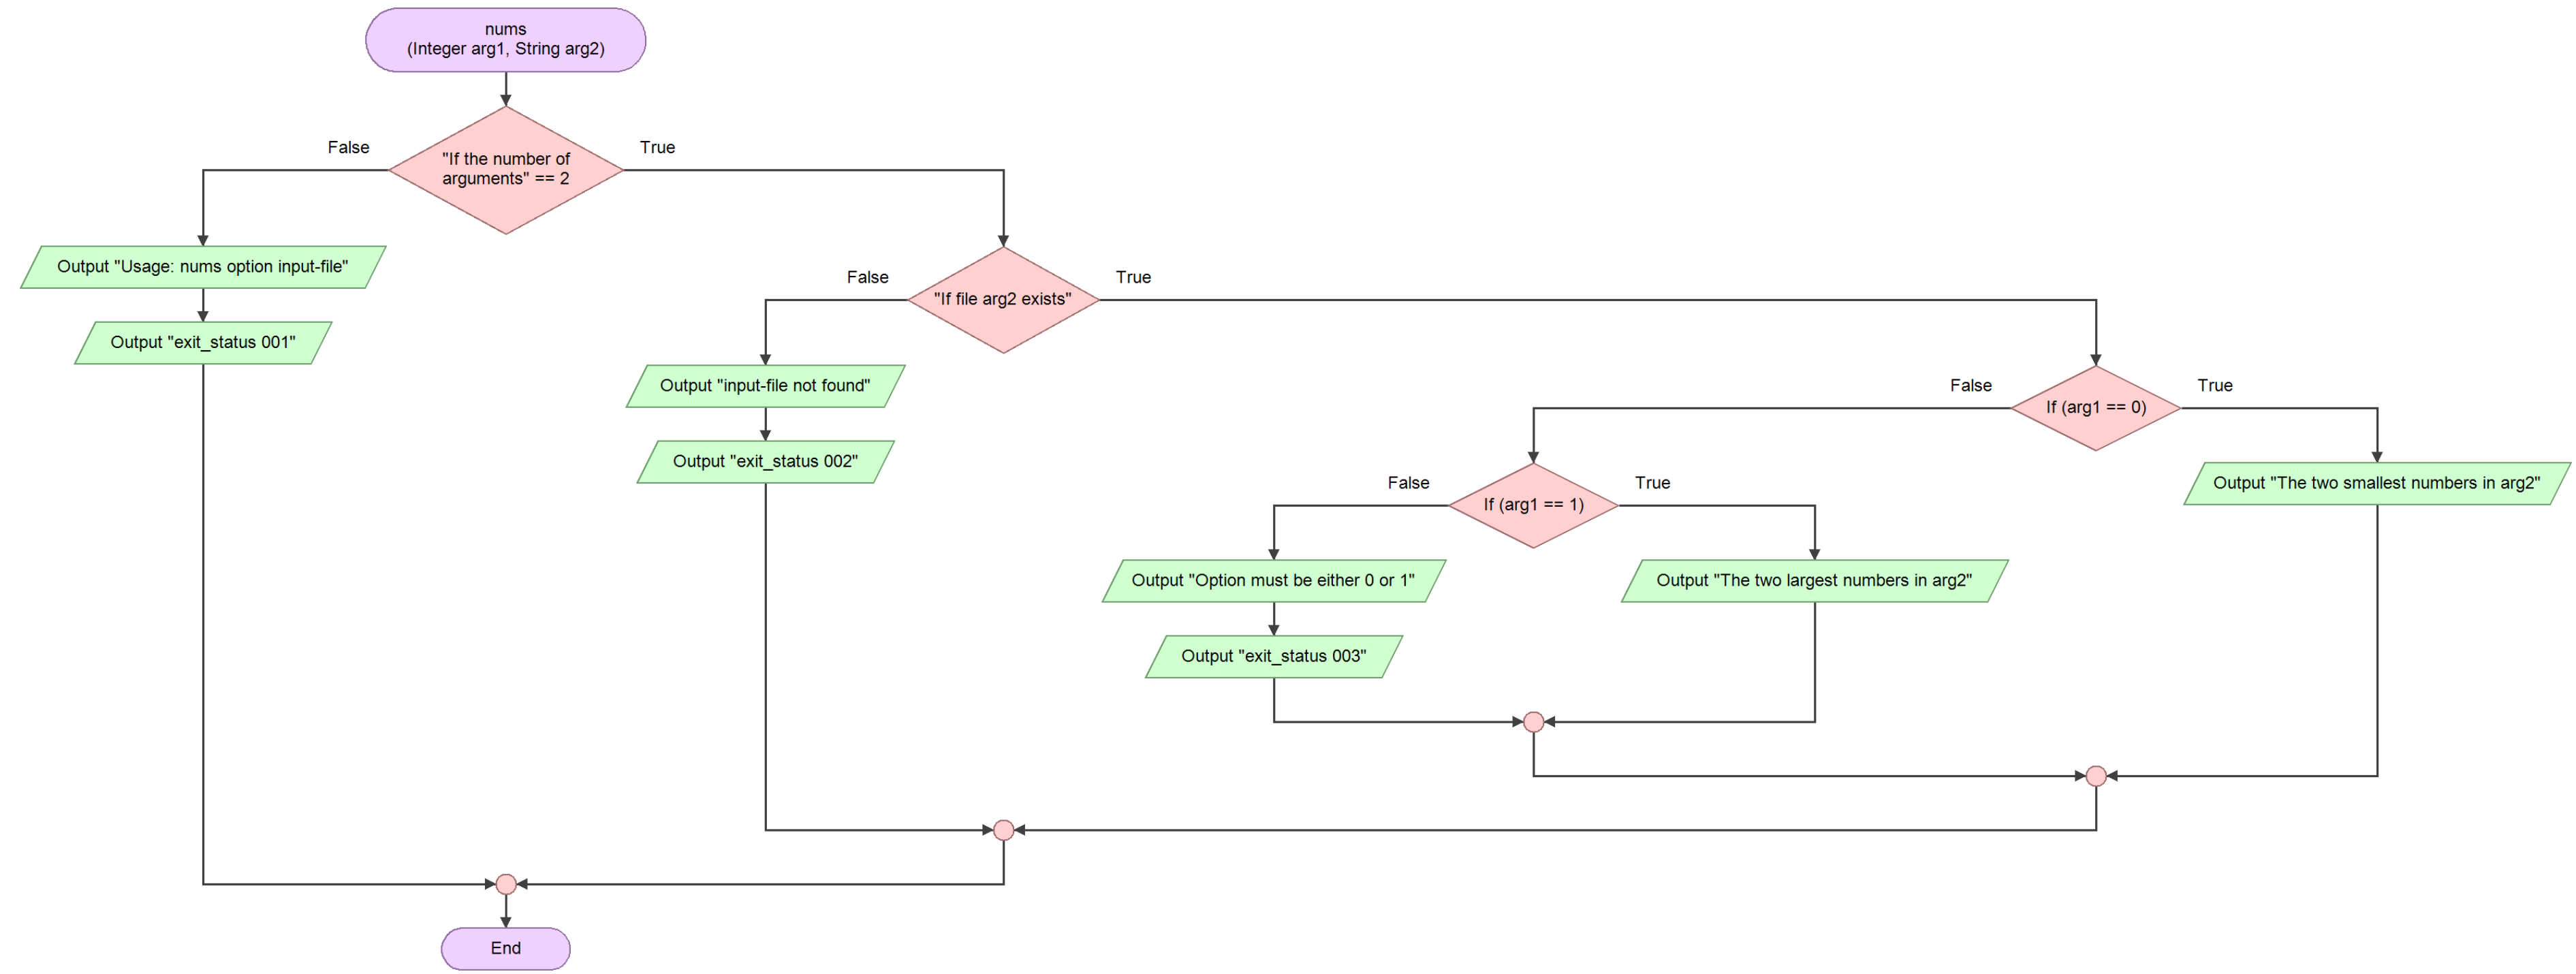 nums
(Integer arg1, String arg2)
False
True
"If the number of
arguments" == 2
Output "Usage: nums option input-file"
Output "exit_status 001"
False
True
"If file arg2 exists"
Output "input-file not found"
Output "exit_status 002"
False
True
If (arg1 == 0)
Output "The two smallest numbers in arg2"
False
True
If (arg1 == 1)
Output "Option must be either 0 or 1"
Output "The two largest numbers in arg2"
Output "exit_status 003"
End